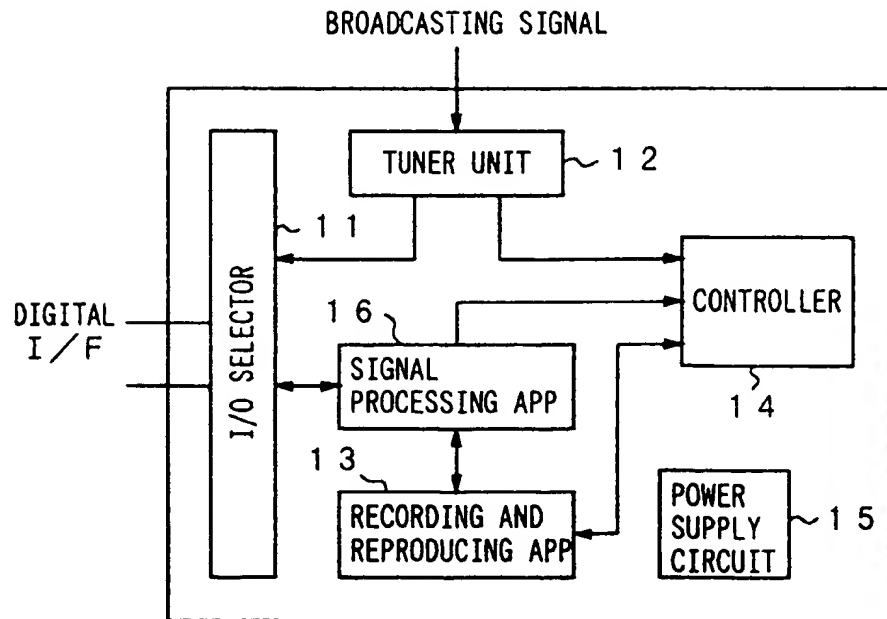 BROADCASTING SIGNAL
TUNER UNIT
12
11
I/O SELECTOR
DIGITAL
I/F
CONTROLLER
14
16
SIGNAL
PROCESSING APP
13
RECORDING AND
REPRODUCING APP
POWER
SUPPLY
CIRCUIT
15